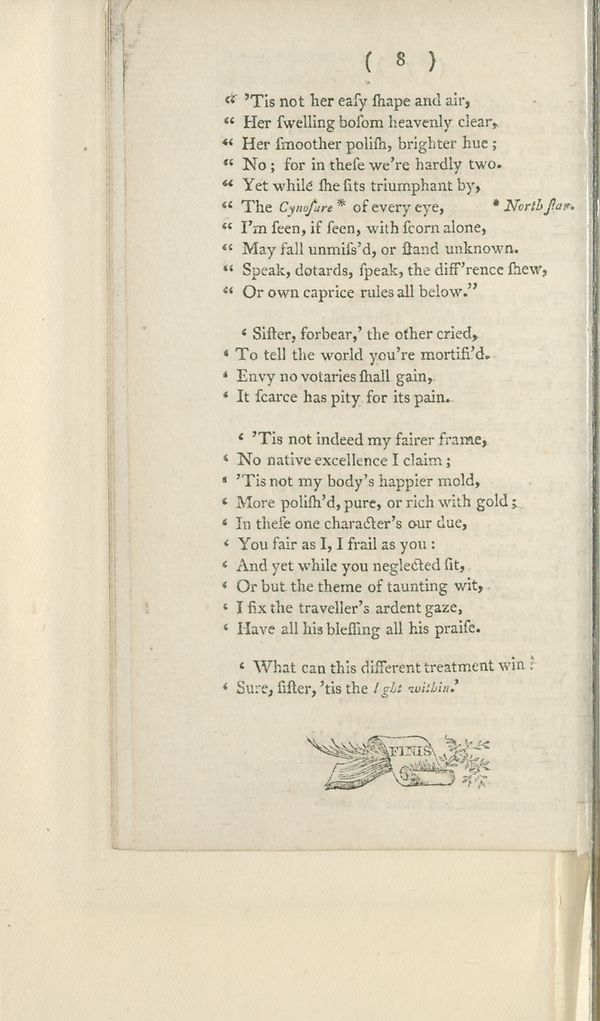 ( 8 )
“ ’Tis not her eaſy ſhape and air,
“ Her ſwelling boſom heavenly clear,
“ Her ſmoother poliſh, brighter hue ;
“ No ; for in theſe we’re hardly two.
“ Yet while ſhe ſits triumphant by,
“ The Cynoſure * of every eye, * North ſtar.
“ I’m ſeen, if ſeen, with ſcorn alone,
“ May fall unmiſs’d, or ſtand unknown.
“ Speak, dotards, ſpeak, the diff’rence ſhew,
“ Or own caprice rules all below.”
‘ Siſter, forbear,’ the other cried,
‘ To tell the world you’re mortifi’d.
‘ Envy no votaries ſhall gain,
‘ It ſcarce has pity for its pain.
‘ ’Tis not indeed my fairer frame,
‘ No native excellence I claim ;
‘ ’Tis not my body’s happier mold,
‘ More poliſh’d, pure, or rich with gold ;
‘ In theſe one character’s our due,
‘ You fair as I, I frail as you :
‘ And yet while you neglected ſit,
‘ Or but the theme of taunting wit,
‘ I fix the traveller’s ardent gaze,
‘ Have all his bleſſing all his praiſe.
‘ What can this different treatment win ?
‘ Sure, ſiſter, ’tis the l ght within.’
FINIS